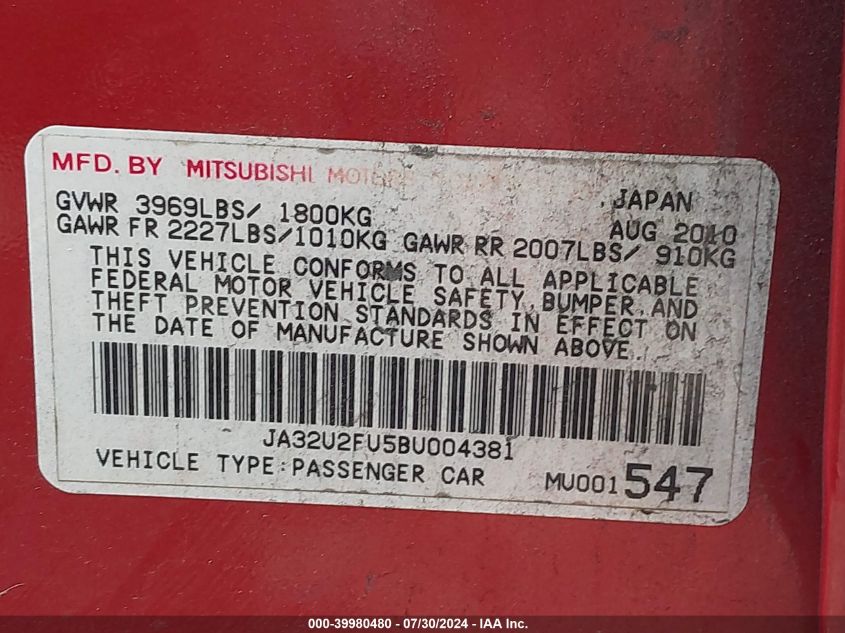 MFD. BY MITSUBISHI MOTORS
JAPAN
GVWR 3969LBS/ 1800KG AUG 2010
GAWR FR 2227LBS/1010KG GAWR RR 2007LBS/ 910KG
THIS VEHICLE CONFORMS TO ALL APPLICABLE
FEDERAL MOTOR VEHICLE SAFETY, BUMPER, AND
THEFT PREVENTION STANDARDS IN EFFECT ON
THE DATE OF MANUFACTURE SHOWN ABOVE.
JA32U2FU5BU004381
VEHICLE TYPE:PASSENGER CAR MU001547
000-39980480 - 07/30/2024 - IAA Inc.